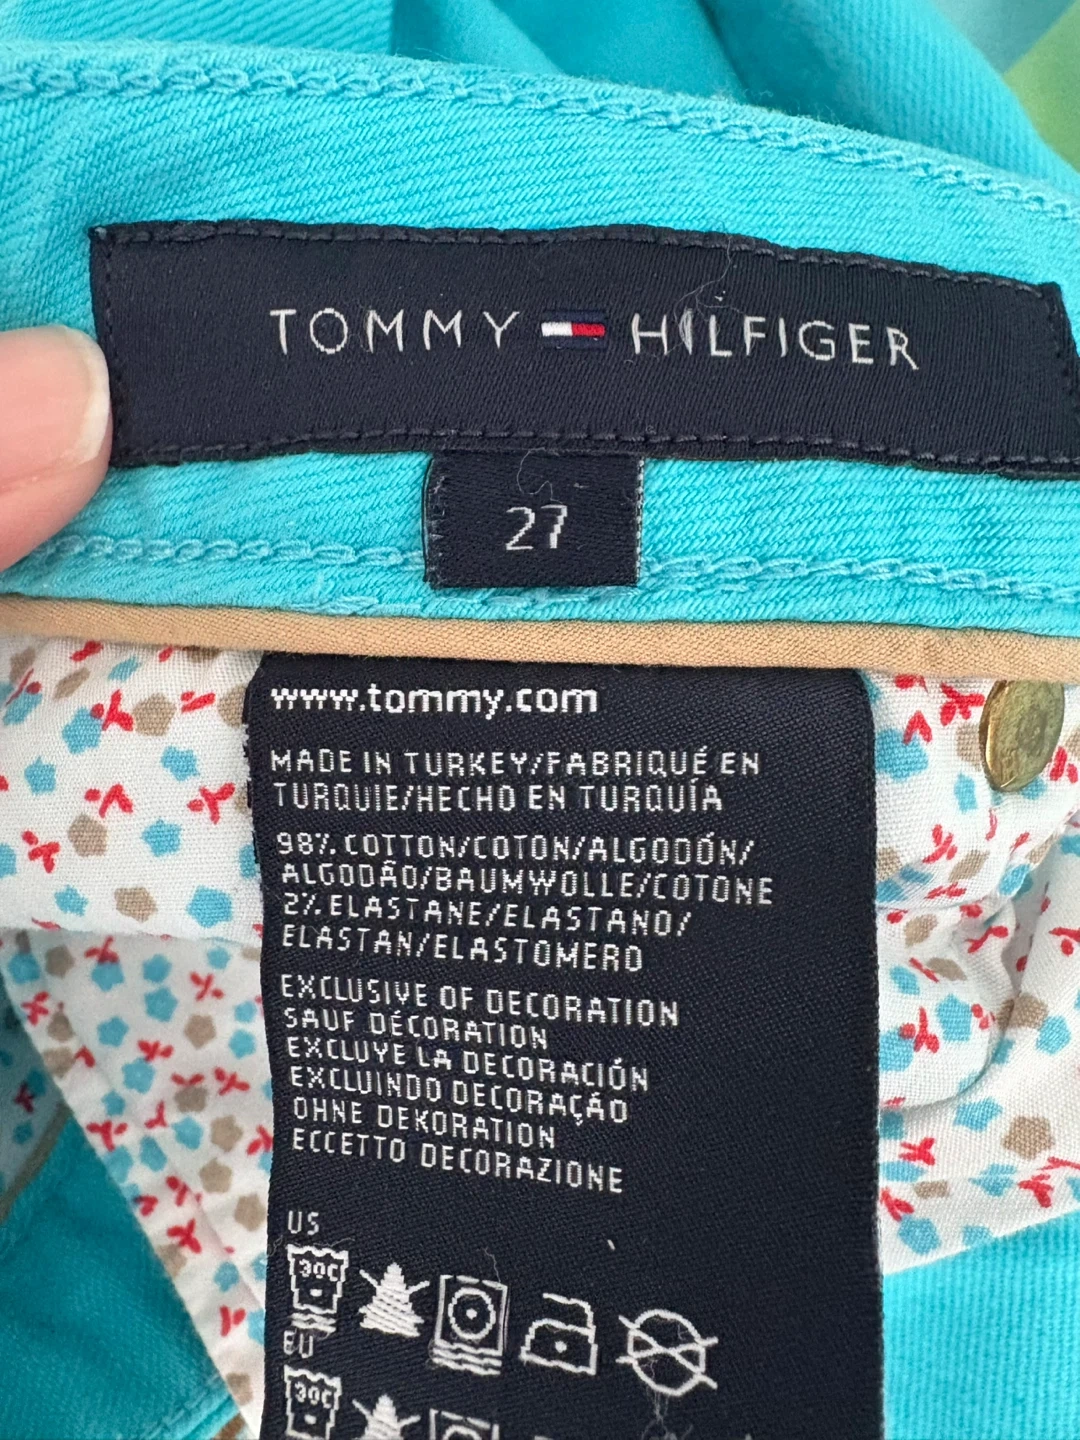 TOMMY HILFIGER
27
www.tommy.com
MADE IN TURKEY/FABRIQUÉ EN
TURQUIE/HECHO EN TURQUÍA
98% COTTON/COTON/ALGODÓN/
ALGODÃO/BAUMWOLLE/COTONE
2% ELASTANE/ELASTANO/
ELASTAN/ELASTOMERO
EXCLUSIVE OF DECORATION
SAUF DÉCORATION
EXCLUYE LA DECORACIÓN
EXCLUINDO DECORAÇÃO
OHNE DEKORATION
ECCETTO DECORAZIONE
US
30C
EU
30C